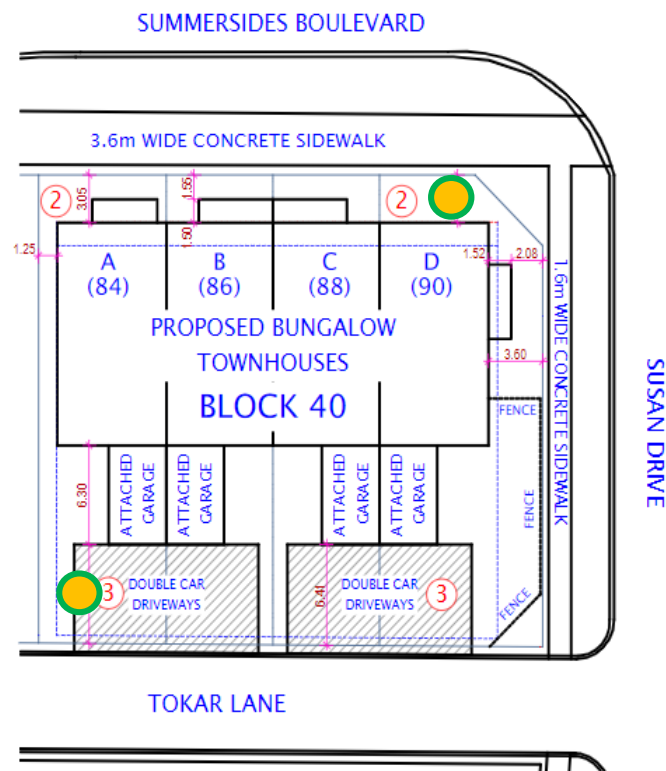 SUMMERSIDES BOULEVARD
3.6m WIDE CONCRETE SIDEWALK
2
3.05
1.55
2
1.25
1.50
1.52
2.08
A
(84)
B
(86)
C
(88)
D
(90)
PROPOSED BUNGALOW
TOWNHOUSES
BLOCK 40
3.60
1.6m WIDE CONCRETE SIDEWALK
SUSAN DRIVE
FENCE
FENCE
FENCE
6.30
ATTACHED
GARAGE
ATTACHED
GARAGE
ATTACHED
GARAGE
ATTACHED
GARAGE
3
DOUBLE CAR
DRIVEWAYS
6.41
DOUBLE CAR
DRIVEWAYS
3
TOKAR LANE